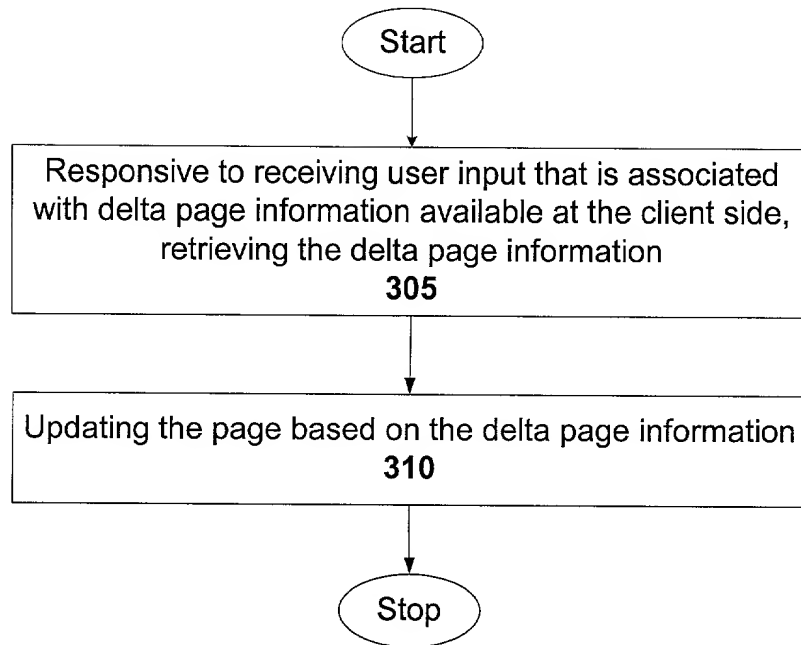 Start
Responsive to receiving user input that is associated
with delta page information available at the client side,
retrieving the delta page information
305
Updating the page based on the delta page information
310
Stop